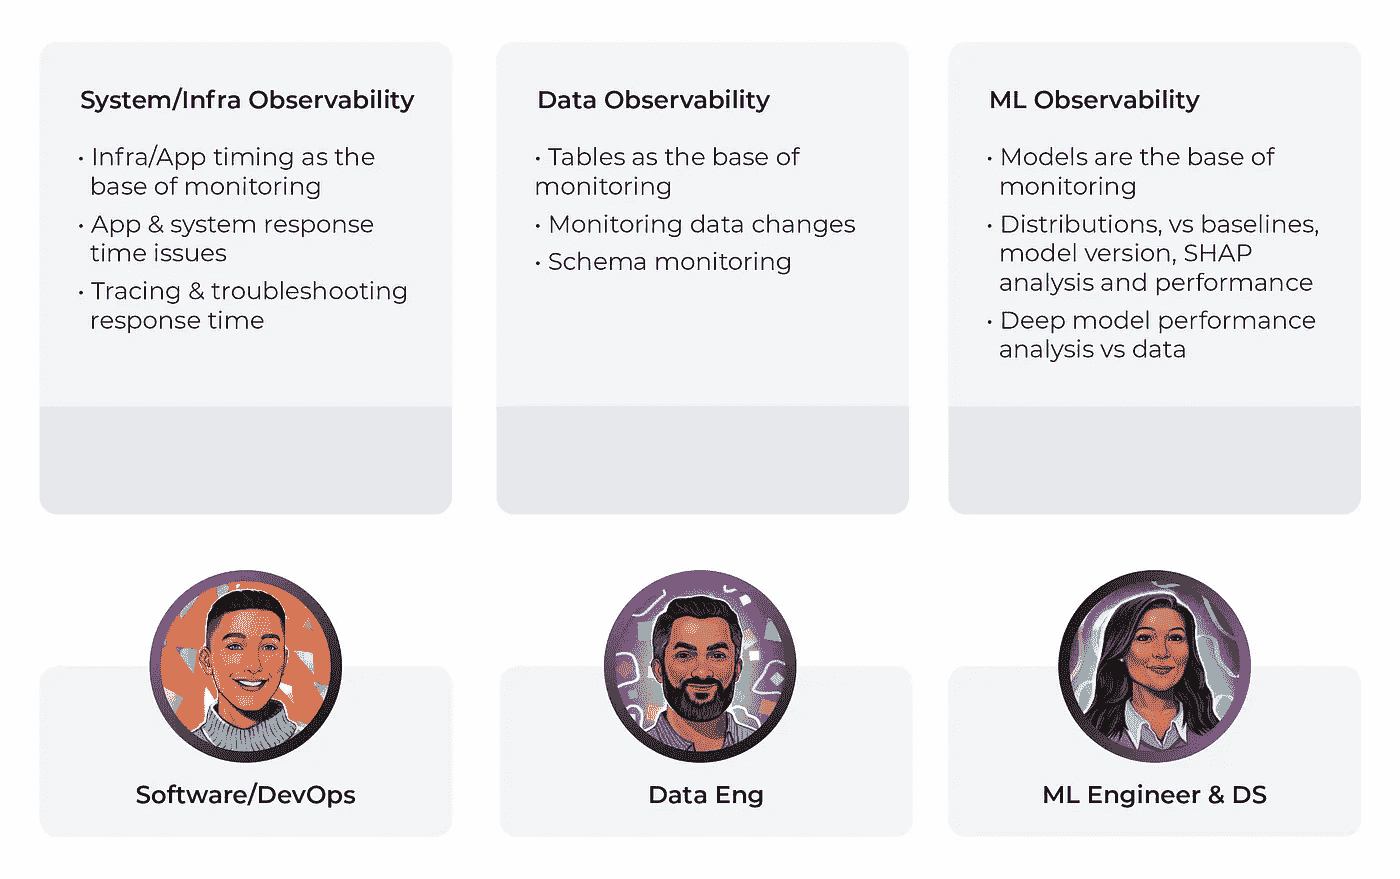 System/Infra Observability
• Infra/App timing as the
base of monitoring
• App & system response
time issues
• Tracing & troubleshooting
response time
Data Observability
• Tables as the base of
monitoring
• Monitoring data changes
• Schema monitoring
ML Observability
• Models are the base of
monitoring
• Distributions, vs baselines,
model version, SHAP
analysis and performance
• Deep model performance
analysis vs data
Software/DevOps
Data Eng
ML Engineer & DS